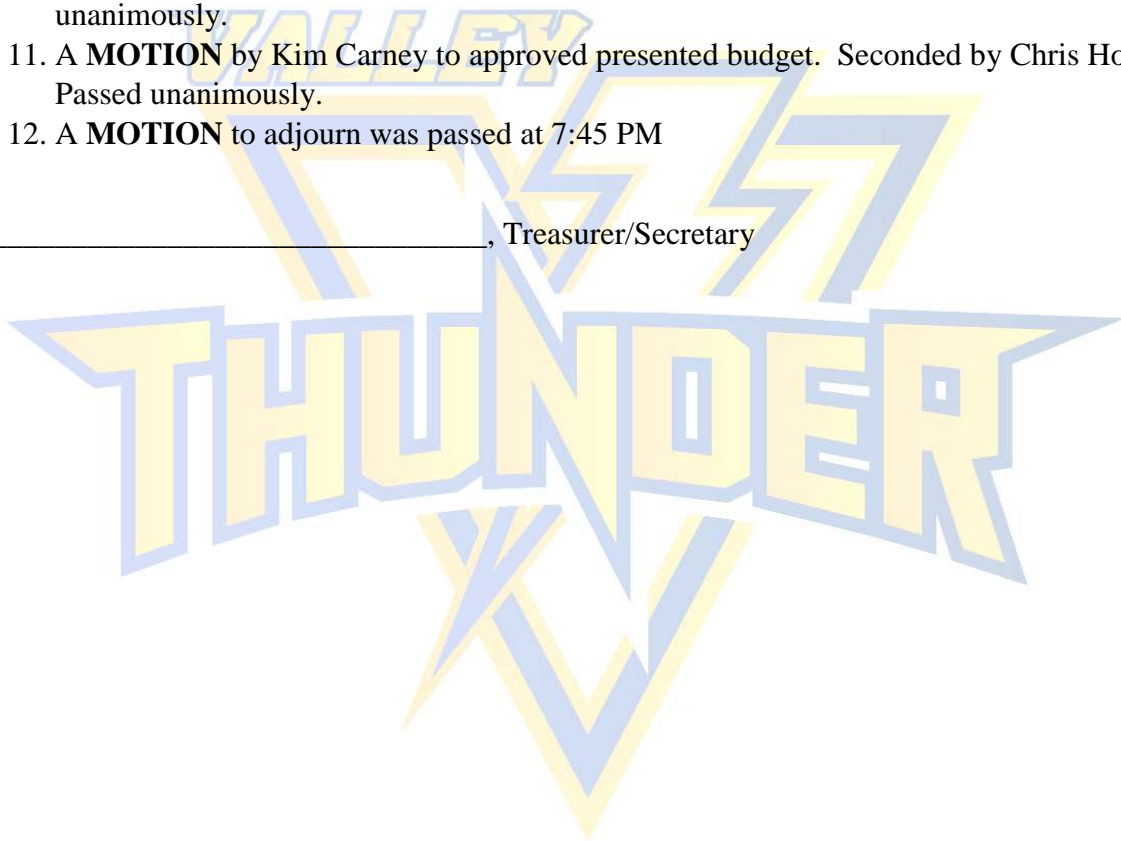 unanimously.
VALLEY
11. A MOTION by Kim Carney to approved presented budget. Seconded by Chris
Passed unanimously.
12. A MOTION to adjourn was passed at 7:45 PM
, Treasurer/Secretary
THUNDER